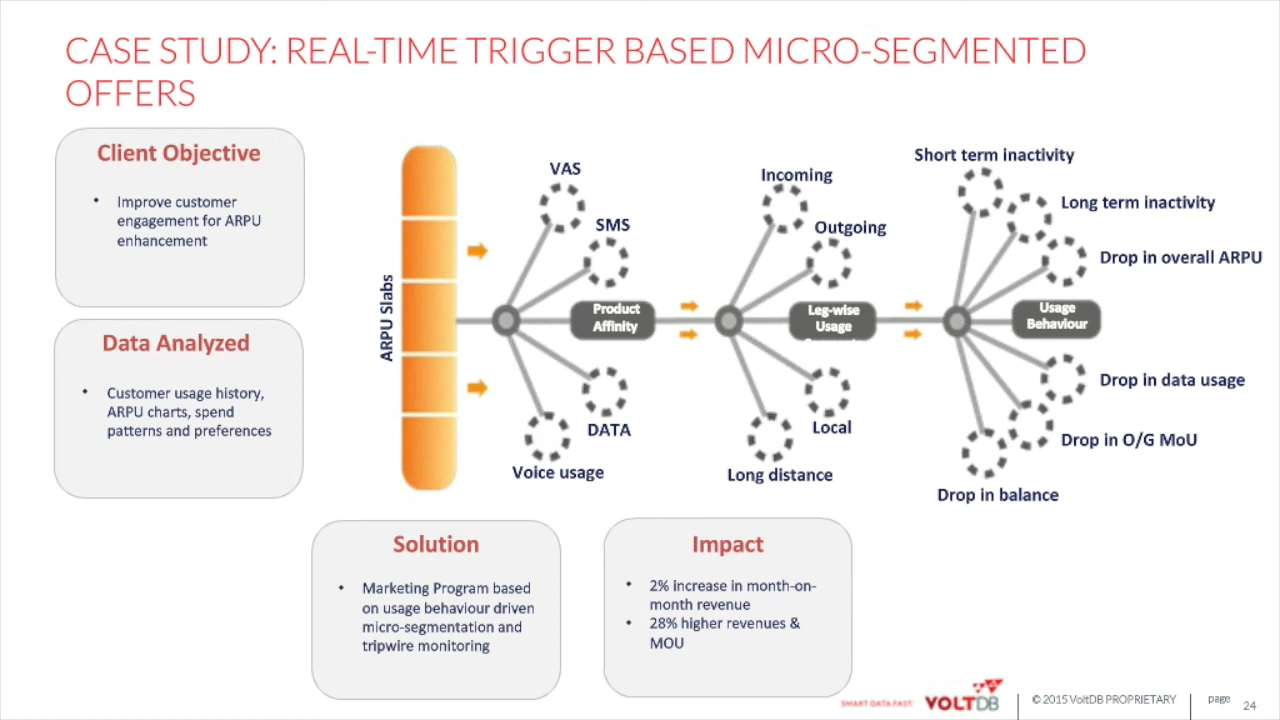 CASE STUDY: REAL-TIME TRIGGER BASED MICRO-SEGMENTED
OFFERS
Client Objective
• Improve customer
engagement for ARPU
enhancement
Data Analyzed
• Customer usage history,
ARPU charts, spend
patterns and preferences
ARPU Slabs
VAS
SMS
Product
Affinity
DATA
Voice usage
Incoming
Outgoing
Leg-wise
Usage
Local
Long distance
Short term inactivity
Long term inactivity
Drop in overall ARPU
Usage
Behaviour
Drop in data usage
Drop in O/G MoU
Drop in balance
Solution
• Marketing Program based
on usage behaviour driven
micro-segmentation and
tripwire monitoring
Impact
• 2% increase in month-on-
month revenue
• 28% higher revenues &
MOU
SMART DATA FAST.
VOLTDB
© 2015 VoltDB PROPRIETARY
page
24